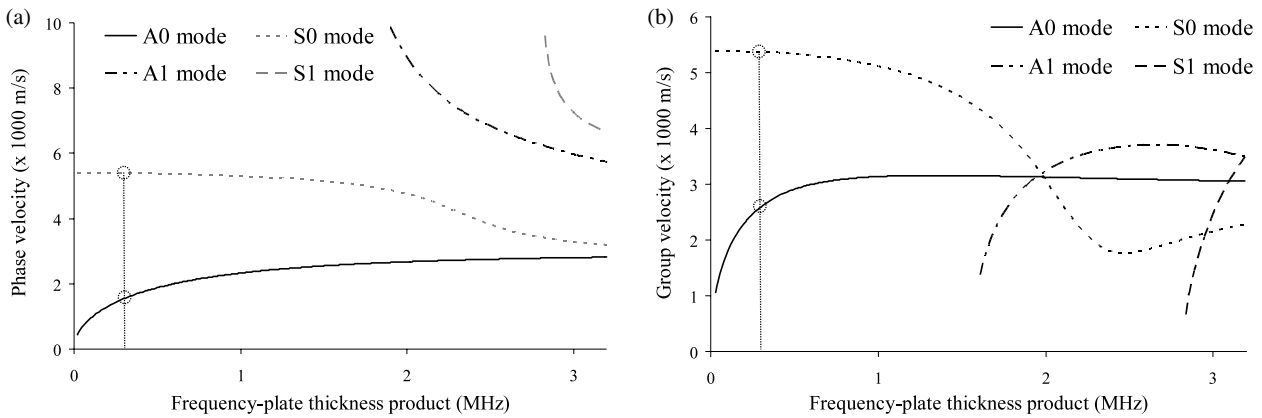 (a)
Phase velocity (x 1000 m/s)
10
8
6
4
2
0
A0 mode
S0 mode
A1 mode
S1 mode
0
1
2
3
Frequency-plate thickness product (MHz)
(b)
Group velocity (x 1000 m/s)
6
5
4
3
2
1
0
A0 mode
S0 mode
A1 mode
S1 mode
0
1
2
3
Frequency-plate thickness product (MHz)